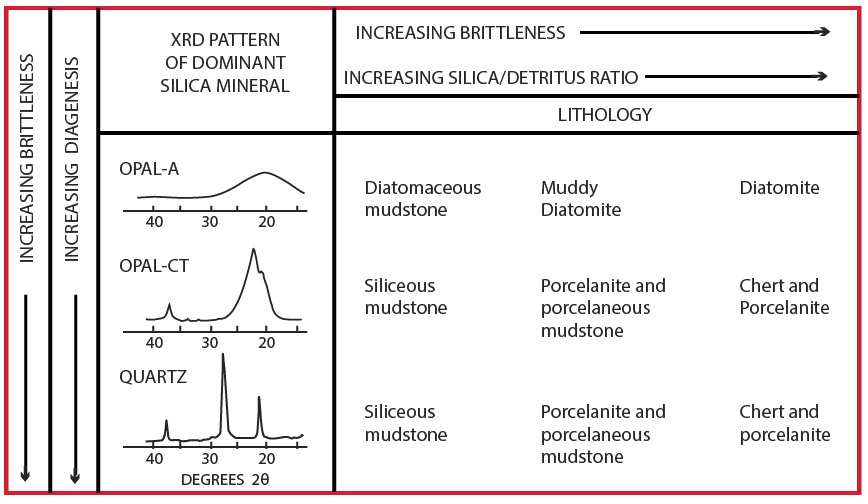 INCREASING BRITTLENESS
INCREASING DIAGENESIS
XRD PATTERN
OF DOMINANT
SILICA MINERAL
INCREASING BRITTLENESS
INCREASING SILICA/DETRITUS RATIO
LITHOLOGY
OPAL-A
40 30 20
Diatomaceous
mudstone
Muddy
Diatomite
Diatomite
OPAL-CT
40 30 20
Siliceous
mudstone
Porcelanite and
porcelaneous
mudstone
Chert and
Porcelanite
QUARTZ
40 30 20
DEGREES 2θ
Siliceous
mudstone
Porcelanite and
porcelaneous
mudstone
Chert and
porcelanite